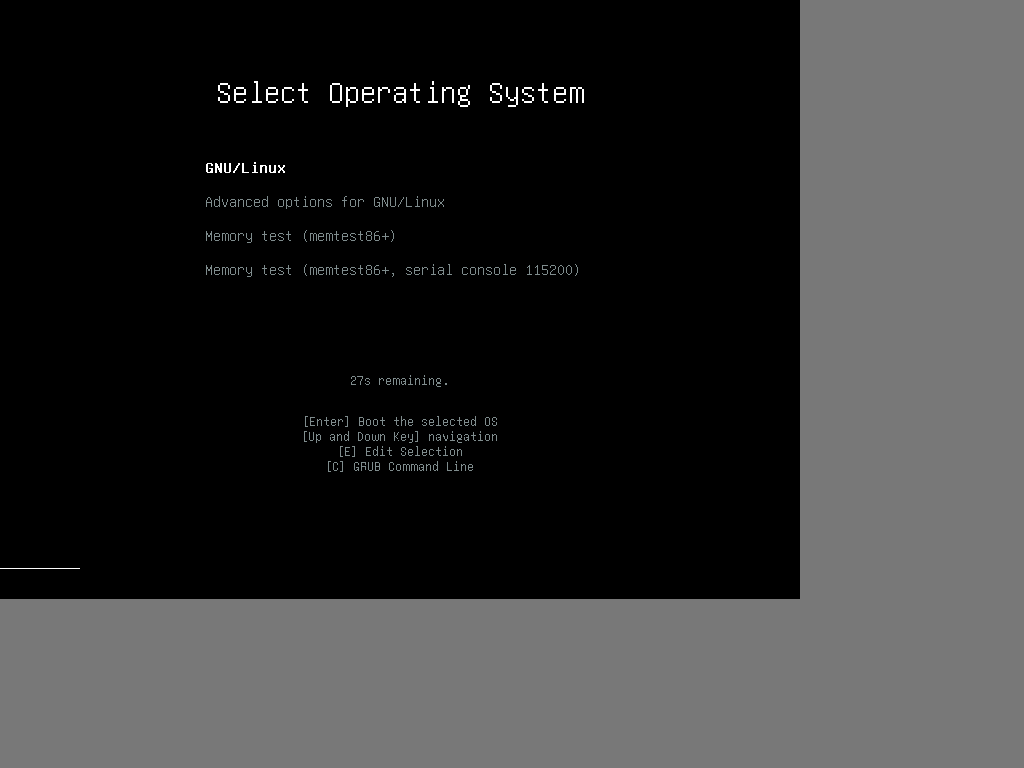 Select Operating System
GNU/Linux
Advanced options for GNU/Linux
Memory test (memtest86+)
Memory test (memtest86+, serial console 115200)
27s remaining.
[Enter] Boot the selected OS
[Up and Down Key] navigation
[E] Edit Selection
[C] GRUB Command Line